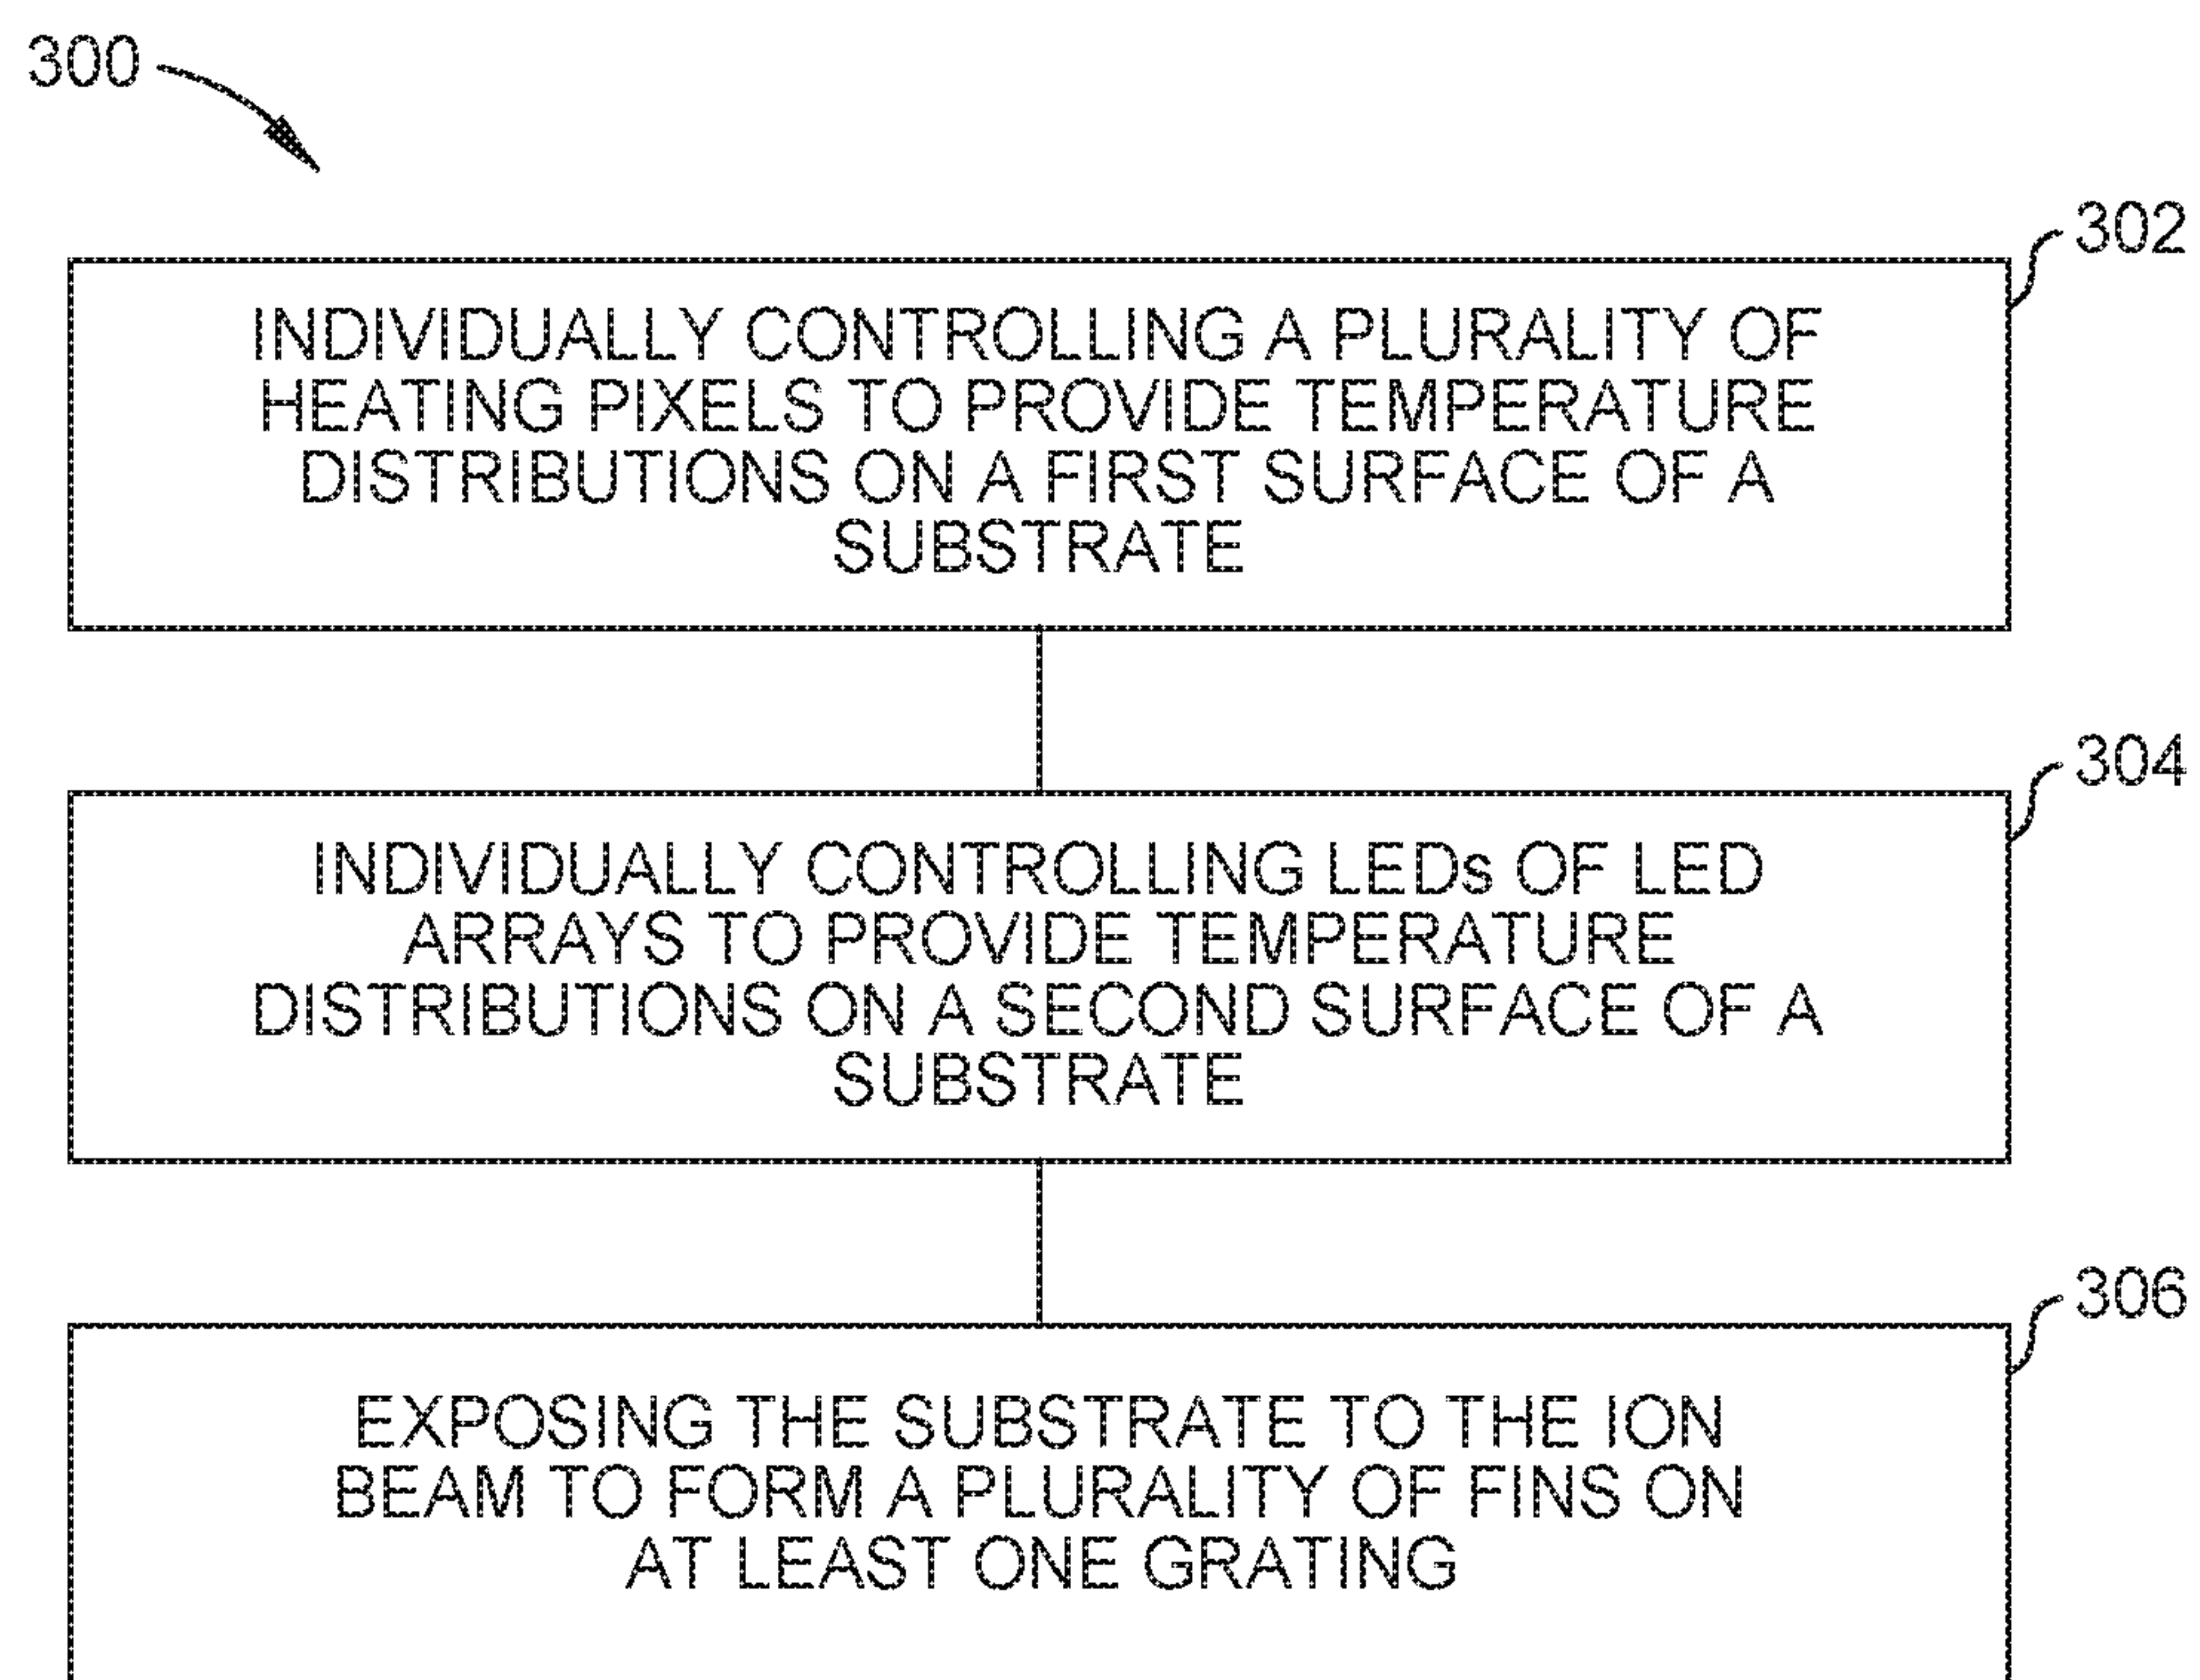 300
302
INDIVIDUALLY CONTROLLING A PLURALITY OF
HEATING PIXELS TO PROVIDE TEMPERATURE
DISTRIBUTIONS ON A FIRST SURFACE OF A
SUBSTRATE
304
INDIVIDUALLY CONTROLLING LEDs OF LED
ARRAYS TO PROVIDE TEMPERATURE
DISTRIBUTIONS ON A SECOND SURFACE OF A
SUBSTRATE
306
EXPOSING THE SUBSTRATE TO THE ION
BEAM TO FORM A PLURALITY OF FINS ON
AT LEAST ONE GRATING